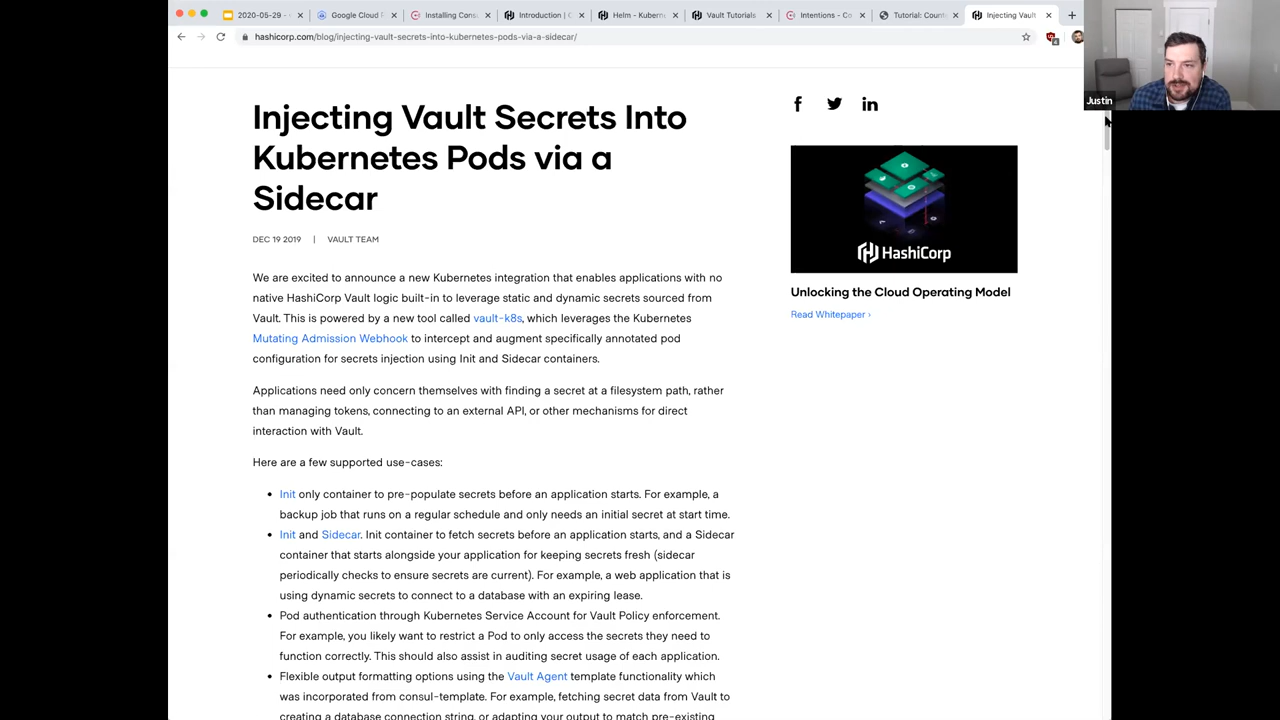 2020-05-29 -
Google Cloud
Installing Cons
Introduction | C
Helm - Kubern
Vault Tutorials
Intentions - Co
Tutorial: Count
Injecting Vault
hashicorp.com/blog/injecting-vault-secrets-into-kubernetes-pods-via-a-sidecar/
Justin
Injecting Vault Secrets Into
Kubernetes Pods via a
Sidecar
DEC 19 2019 | VAULT TEAM
We are excited to announce a new Kubernetes integration that enables applications with no
native HashiCorp Vault logic built-in to leverage static and dynamic secrets sourced from
Vault. This is powered by a new tool called vault-k8s, which leverages the Kubernetes
Mutating Admission Webhook to intercept and augment specifically annotated pod
configuration for secrets injection using Init and Sidecar containers.
Applications need only concern themselves with finding a secret at a filesystem path, rather
than managing tokens, connecting to an external API, or other mechanisms for direct
interaction with Vault.
Here are a few supported use-cases:
• Init only container to pre-populate secrets before an application starts. For example, a
backup job that runs on a regular schedule and only needs an initial secret at start time.
• Init and Sidecar. Init container to fetch secrets before an application starts, and a Sidecar
container that starts alongside your application for keeping secrets fresh (sidecar
periodically checks to ensure secrets are current). For example, a web application that is
using dynamic secrets to connect to a database with an expiring lease.
• Pod authentication through Kubernetes Service Account for Vault Policy enforcement.
For example, you likely want to restrict a Pod to only access the secrets they need to
function correctly. This should also assist in auditing secret usage of each application.
• Flexible output formatting options using the Vault Agent template functionality which
was incorporated from consul-template. For example, fetching secret data from Vault to
creating a database connection string, or adapting your output to match pre-existing
HashiCorp
Unlocking the Cloud Operating Model
Read Whitepaper ›